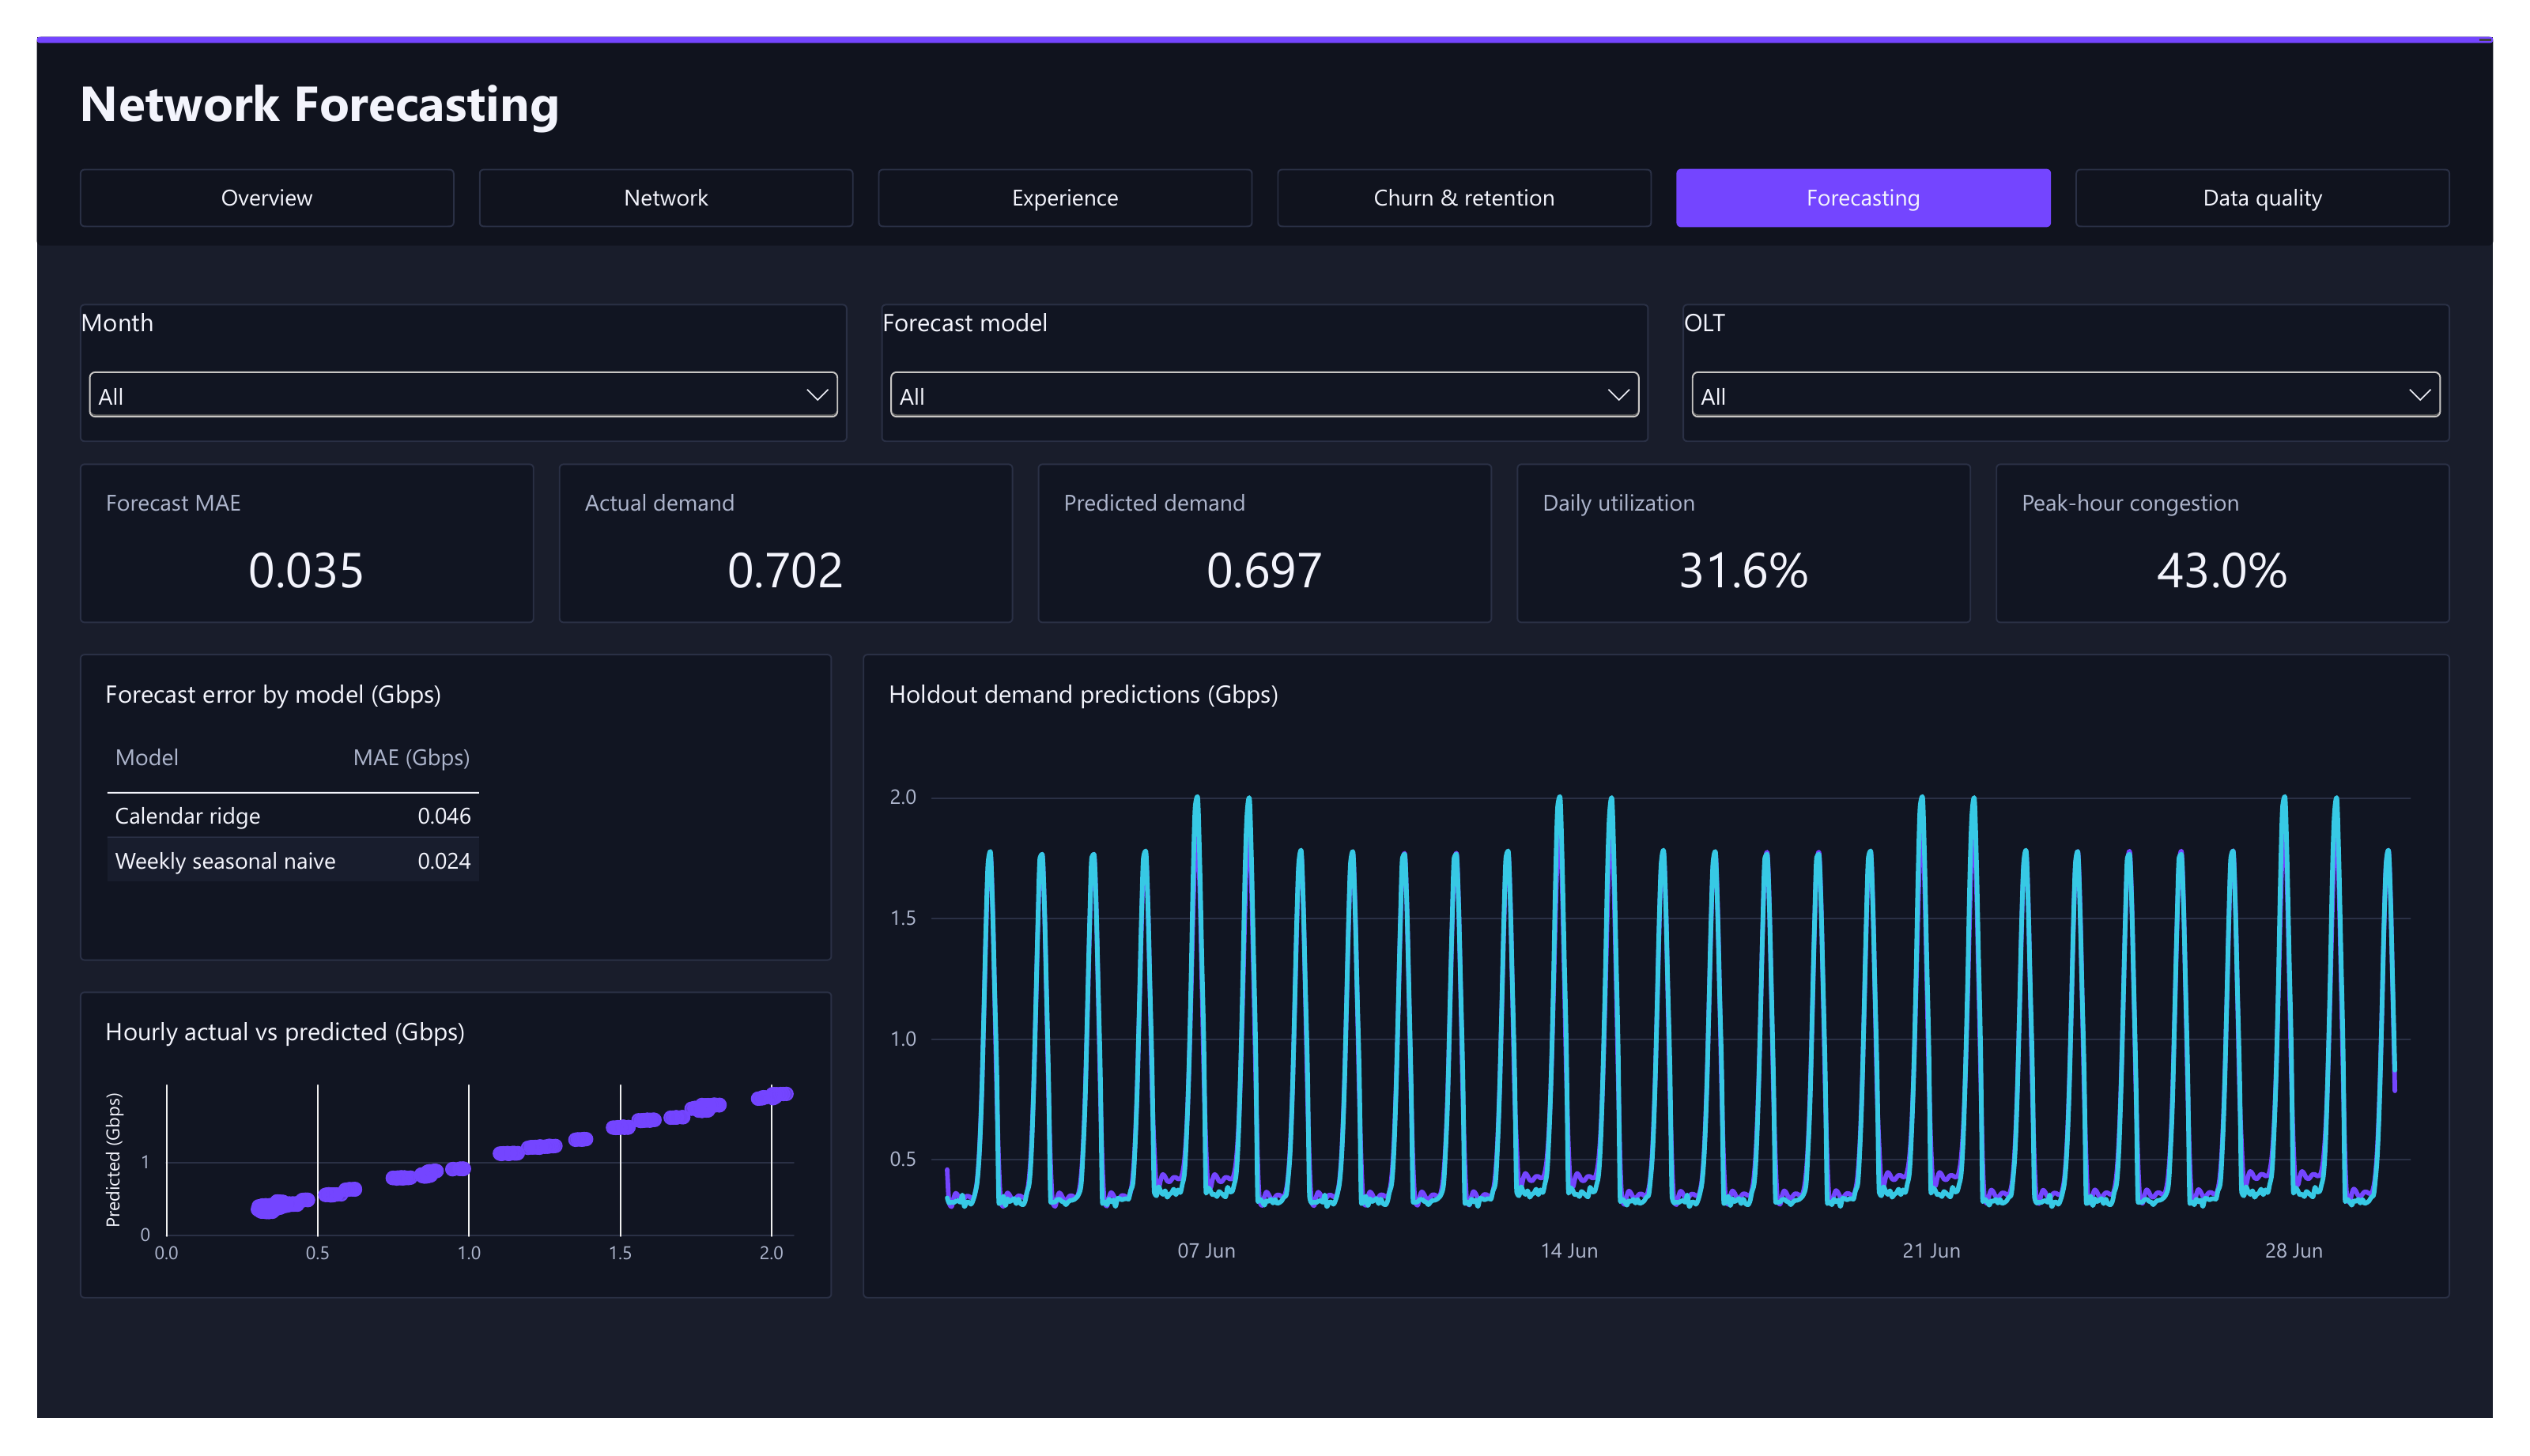 Network Forecasting
Overview
Network
Experience
Churn & retention
Forecasting
Data quality
Month
Forecast model
OLT
All
All
All
Forecast MAE
Actual demand
Predicted demand
Daily utilization
Peak-hour congestion
0.035
0.702
0.697
31.6%
43.0%
Forecast error by model (Gbps)
Model MAE (Gbps)
Calendar ridge 0.046
Weekly seasonal naive 0.024
Hourly actual vs predicted (Gbps)
Predicted (Gbps)
1
0
0.0 0.5 1.0 1.5 2.0
Holdout demand predictions (Gbps)
2.0
1.5
1.0
0.5
07 Jun 14 Jun 21 Jun 28 Jun